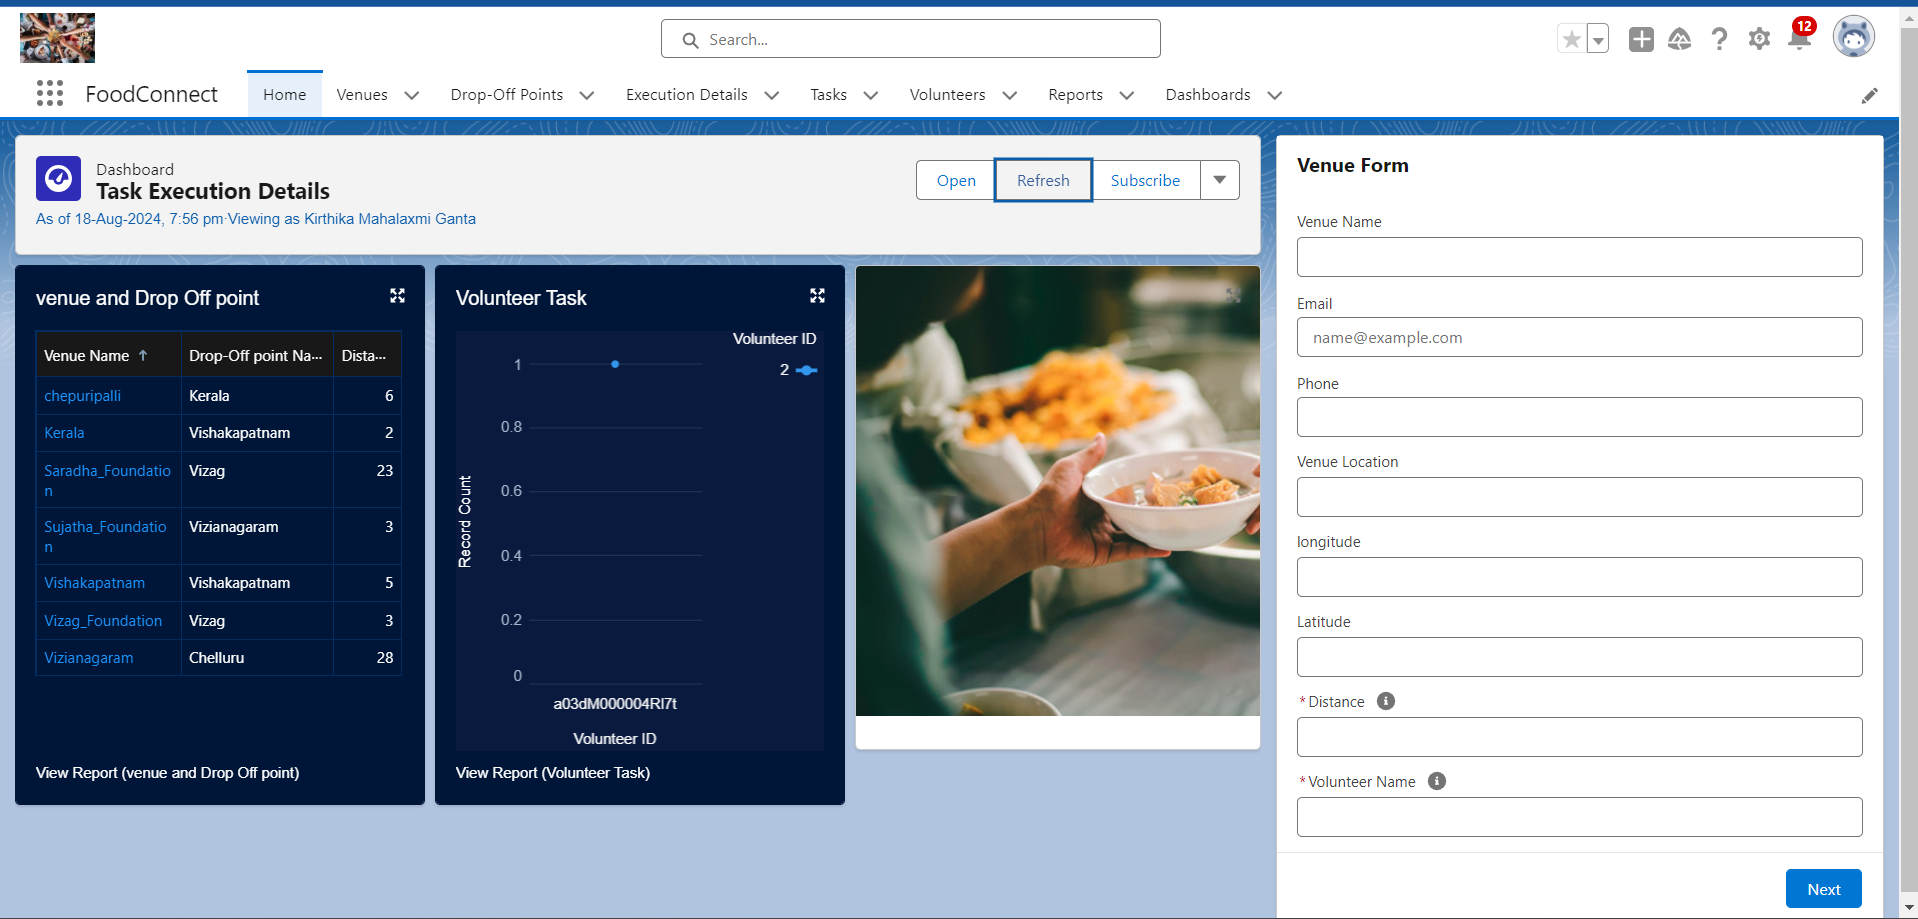 Search...
12
FoodConnect
Home
Venues
Drop-Off Points
Execution Details
Tasks
Volunteers
Reports
Dashboards
Dashboard
Task Execution Details
As of 18-Aug-2024, 7:56 pm·Viewing as Kirthika Mahalaxmi Ganta
Open
Refresh
Subscribe
venue and Drop Off point
Venue Name ↑ Drop-Off point Na... Dista...
chepuripalli Kerala 6
Kerala Vishakapatnam 2
Saradha_Foundatio Vizag 23
n
Sujatha_Foundatio Vizianagaram 3
n
Vishakapatnam Vishakapatnam 5
Vizag_Foundation Vizag 3
Vizianagaram Chelluru 28
View Report (venue and Drop Off point)
Volunteer Task
Volunteer ID
2
Record Count
1
0.8
0.6
0.4
0.2
0
a03dM000004RI7t
Volunteer ID
View Report (Volunteer Task)
Venue Form
Venue Name
Email
name@example.com
Phone
Venue Location
longitude
Latitude
*Distance
*Volunteer Name
Next